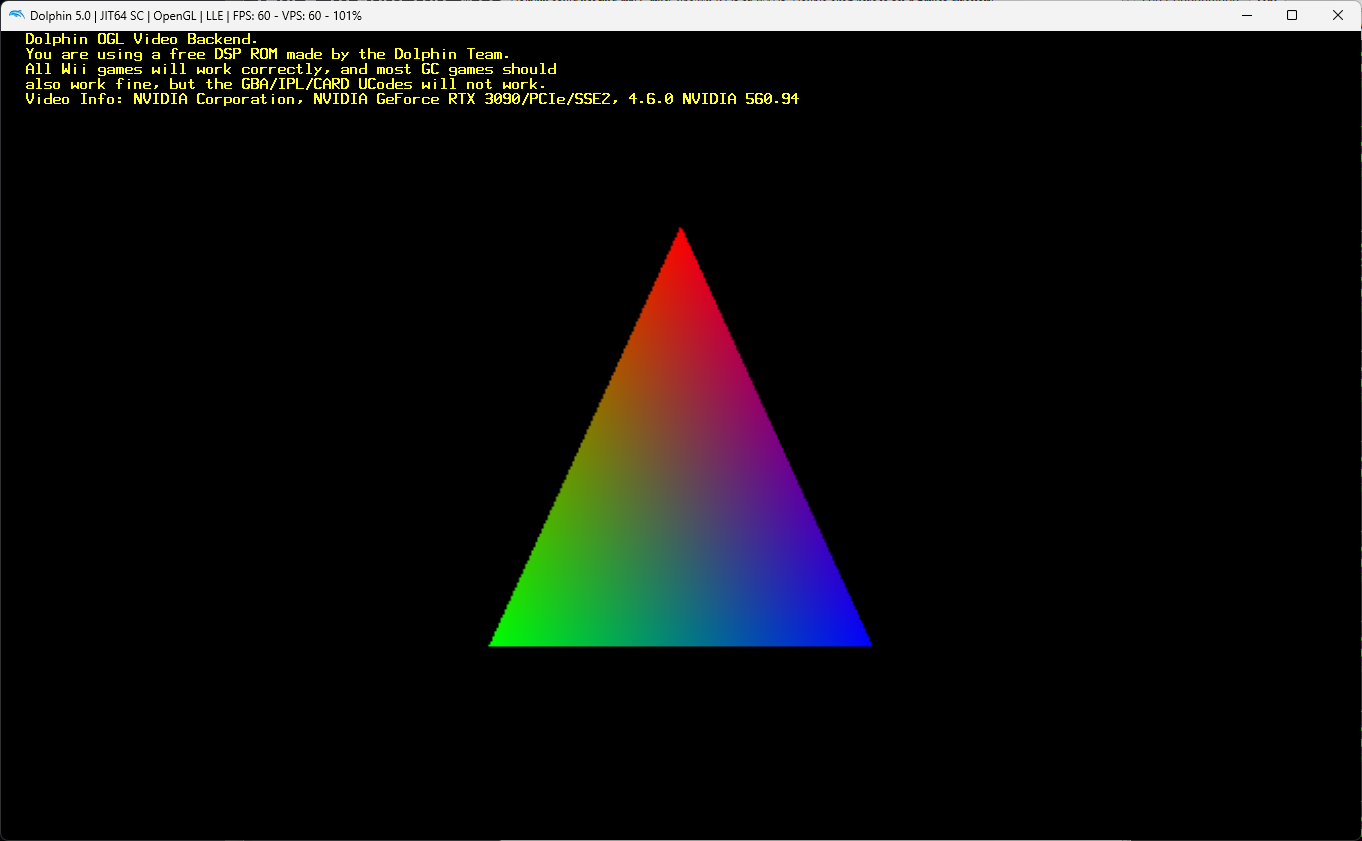 Dolphin 5.0 | JIT64 SC | OpenGL | LLE | FPS: 60 - VPS: 60 - 101%
Dolphin OGL Video Backend.
You are using a free DSP ROM made by the Dolphin Team.
All Wii games will work correctly, and most GC games should
also work fine, but the GBA/IPL/CARD UCodes will not work.
Video Info: NVIDIA Corporation, NVIDIA GeForce RTX 3090/PCIe/SSE2, 4.6.0 NVIDIA 560.94